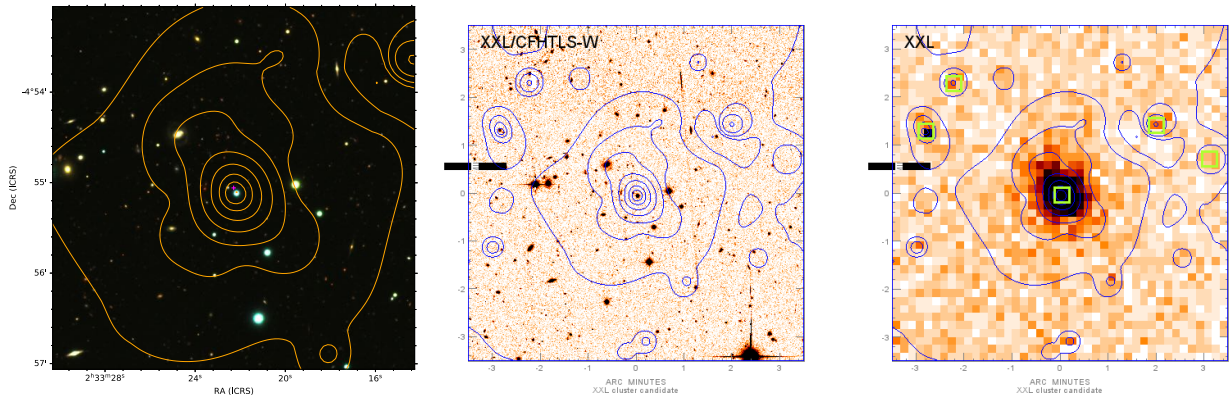 -4°54'
55'
56'
57'
Dec (ICRS)
2ʰ33ᵐ28ˢ
24ˢ
20ˢ
16ˢ
RA (ICRS)
XXL/CFHTLS-W
3
2
1
0
-1
-2
-3
-3
-2
-1
0
1
2
3
ARC MINUTES
XXL cluster candidate
XXL
3
2
1
0
-1
-2
-3
-3
-2
-1
0
1
2
3
ARC MINUTES
XXL cluster candidate